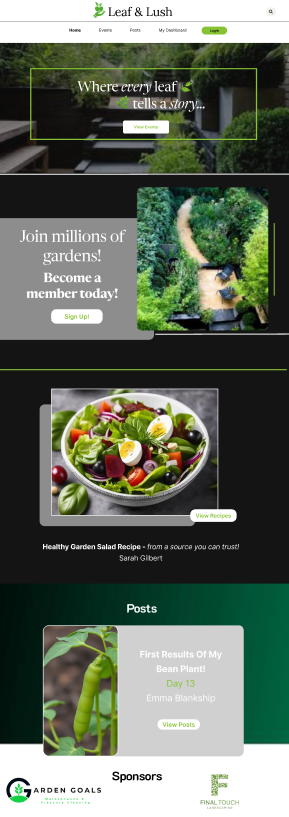 Leaf & Lush
Home Events Posts My Dashboard Login
Where every leaf
tells a story...
View Events
Join millions of
gardens!
Become a
member today!
Sign Up!
View Recipes
Healthy Garden Salad Recipe - from a source you can trust!
Sarah Gilbert
Posts
First Results Of My
Bean Plant!
Day 13
Emma Blankship
View Posts
Sponsors
GARDEN GOALS
Maintenance &
Pressure Cleaning
FINALTOUCH
LANDSCAPING